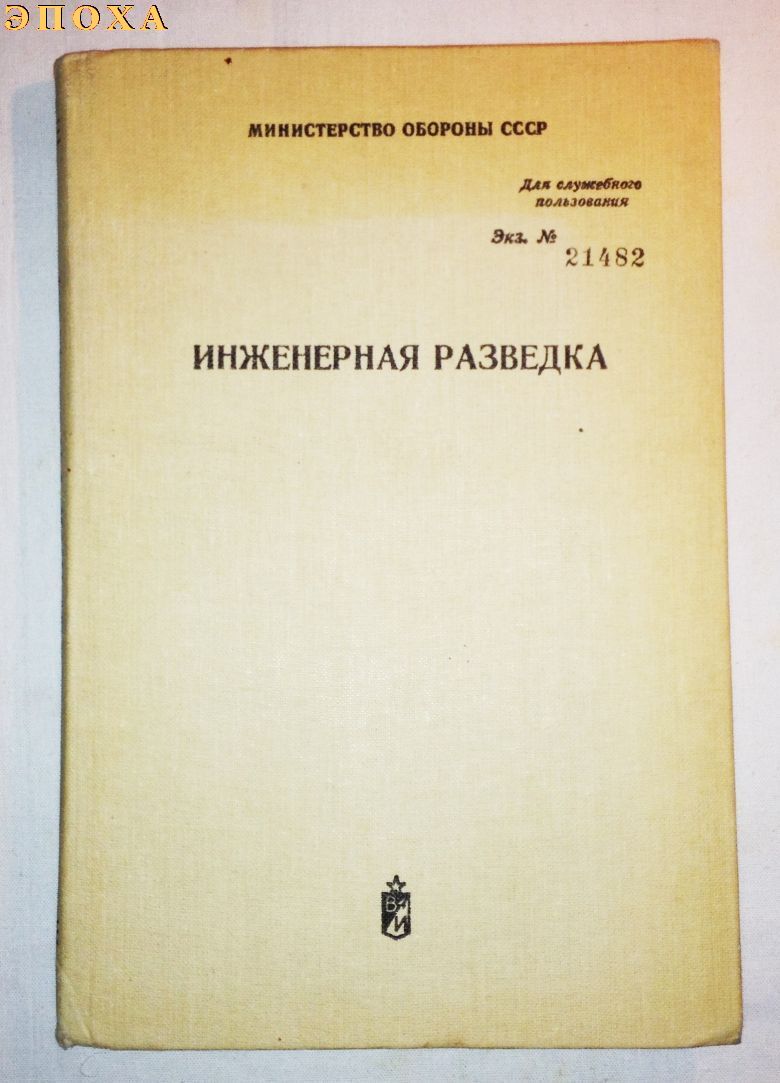 ЭПОХА
МИНИСТЕРСТВО ОБОРОНЫ СССР
Для служебного
пользования
Экз. №
21482
ИНЖЕНЕРНАЯ РАЗВЕДКА
В И
М